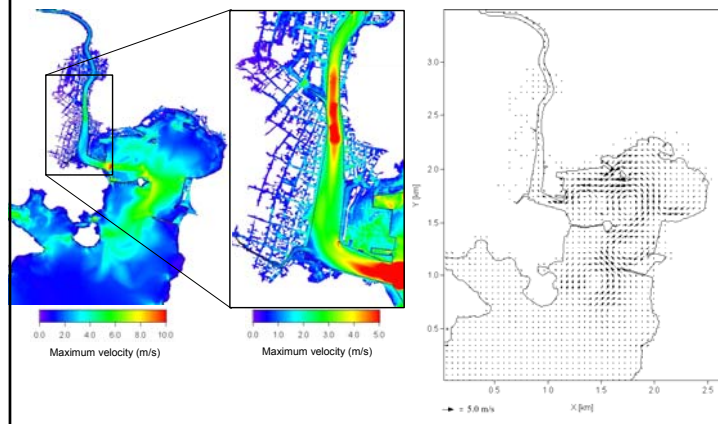 0.0 2.0 4.0 6.0 8.0 10.0
Maximum velocity (m/s)
0.0 1.0 2.0 3.0 4.0 5.0
Maximum velocity (m/s)
3.0
2.5
2.0
Y [km]
1.5
1.0
0.5
0.5 1.0 1.5 2.0 2.5
= 5.0 m/s
X [km]